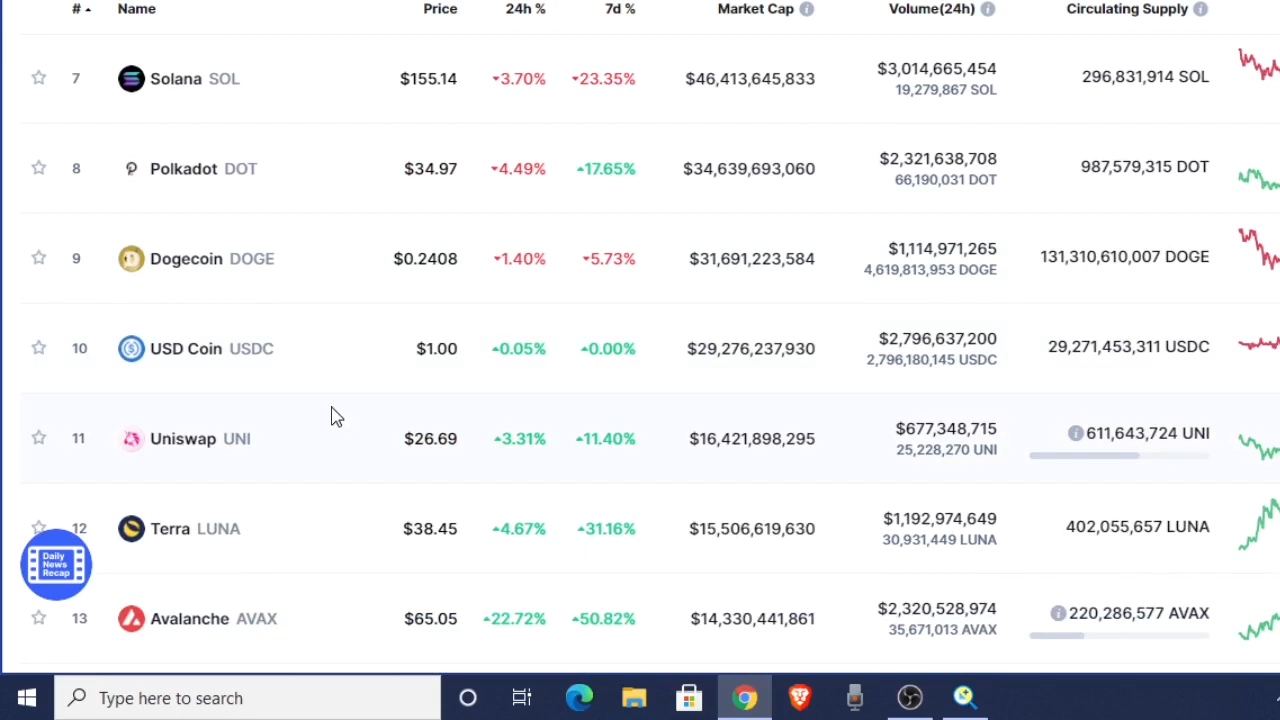 # Name Price 24h % 7d % Market Cap Volume(24h) Circulating Supply
7 Solana SOL $155.14 3.70% 23.35% $46,413,645,833 $3,014,665,454 296,831,914 SOL
19,279,867 SOL
8 Polkadot DOT $34.97 4.49% 17.65% $34,639,693,060 $2,321,638,708 987,579,315 DOT
66,190,031 DOT
9 Dogecoin DOGE $0.2408 1.40% 5.73% $31,691,223,584 $1,114,971,265 131,310,610,007 DOGE
4,619,813,953 DOGE
10 USD Coin USDC $1.00 0.05% 0.00% $29,276,237,930 $2,796,637,200 29,271,453,311 USDC
2,796,180,145 USDC
11 Uniswap UNI $26.69 3.31% 11.40% $16,421,898,295 $677,348,715 611,643,724 UNI
25,228,270 UNI
12 Terra LUNA $38.45 4.67% 31.16% $15,506,619,630 $1,192,974,649 402,055,657 LUNA
30,931,449 LUNA
Daily
News
Recap
13 Avalanche AVAX $65.05 22.72% 50.82% $14,330,441,861 $2,320,528,974 220,286,577 AVAX
35,671,013 AVAX
Type here to search